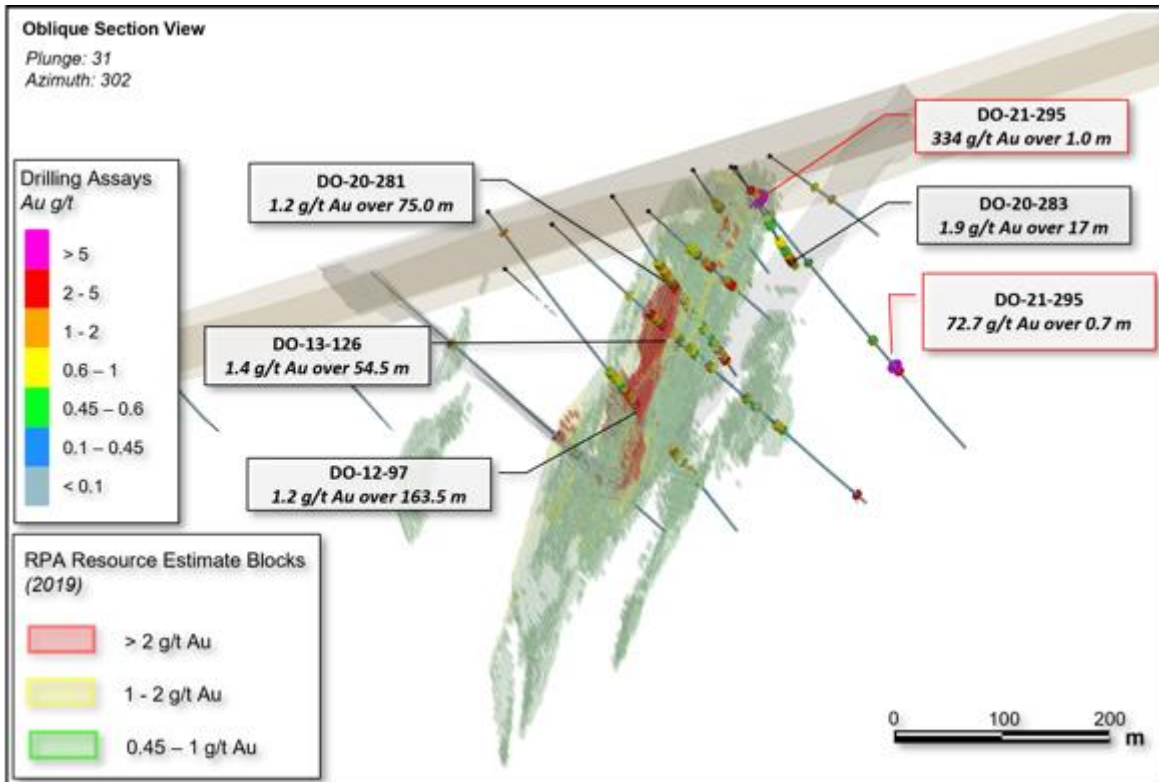 Oblique Section View
Plunge: 31
Azimuth: 302
DO-21-295
334 g/t Au over 1.0 m
DO-20-281
1.2 g/t Au over 75.0 m
DO-20-283
1.9 g/t Au over 17 m
DO-21-295
72.7 g/t Au over 0.7 m
DO-13-126
1.4 g/t Au over 54.5 m
DO-12-97
1.2 g/t Au over 163.5 m
Drilling Assays
Au g/t
> 5
2 - 5
1 - 2
0.6 – 1
0.45 – 0.6
0.1 – 0.45
< 0.1
RPA Resource Estimate Blocks
(2019)
> 2 g/t Au
1 - 2 g/t Au
0.45 – 1 g/t Au
0 100 200
m